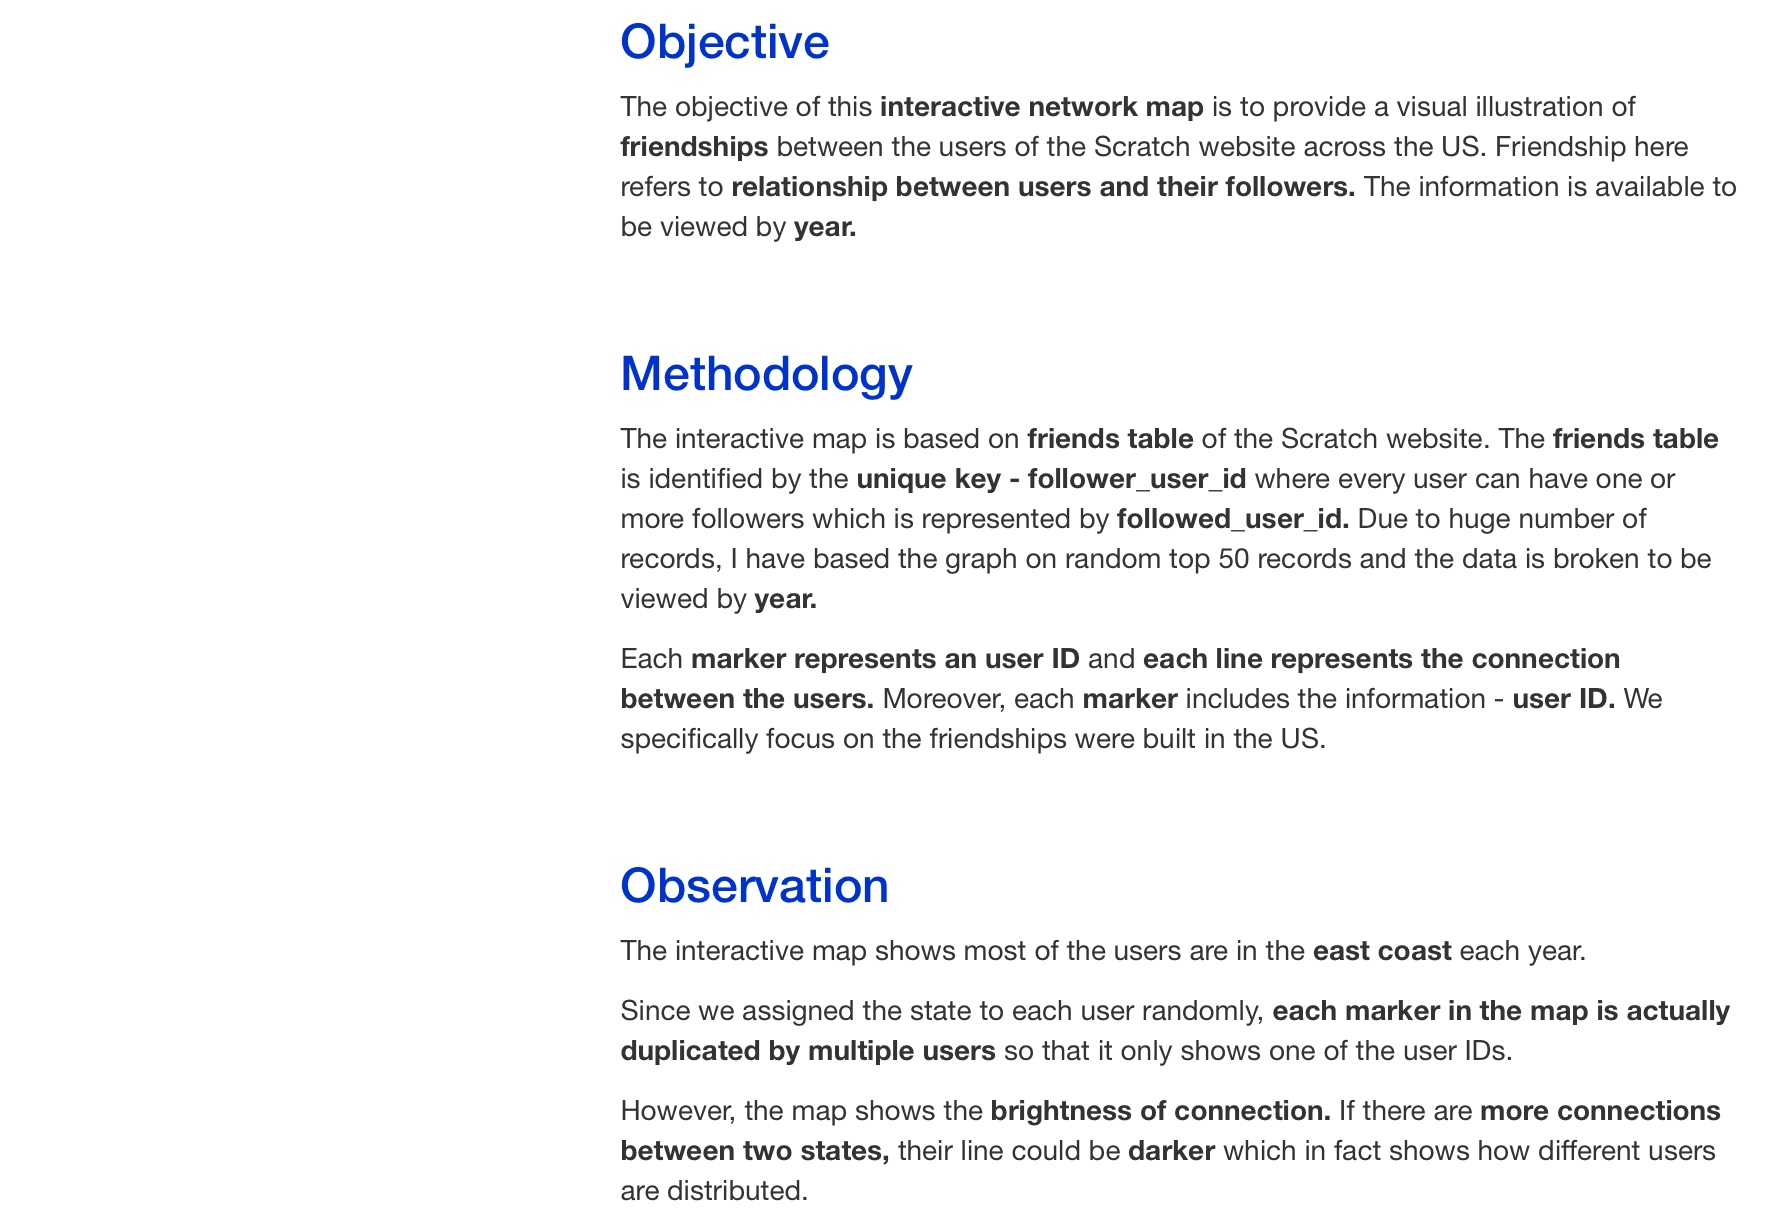 Objective
The objective of this interactive network map is to provide a visual illustration of
friendships between the users of the Scratch website across the US. Friendship here
refers to relationship between users and their followers. The information is available to
be viewed by year.
Methodology
The interactive map is based on friends table of the Scratch website. The friends table
is identified by the unique key - follower_user_id where every user can have one or
more followers which is represented by followed_user_id. Due to huge number of
records, I have based the graph on random top 50 records and the data is broken to be
viewed by year.
Each marker represents an user ID and each line represents the connection
between the users. Moreover, each marker includes the information - user ID. We
specifically focus on the friendships were built in the US.
Observation
The interactive map shows most of the users are in the east coast each year.
Since we assigned the state to each user randomly, each marker in the map is actually
duplicated by multiple users so that it only shows one of the user IDs.
However, the map shows the brightness of connection. If there are more connections
between two states, their line could be darker which in fact shows how different users
are distributed.